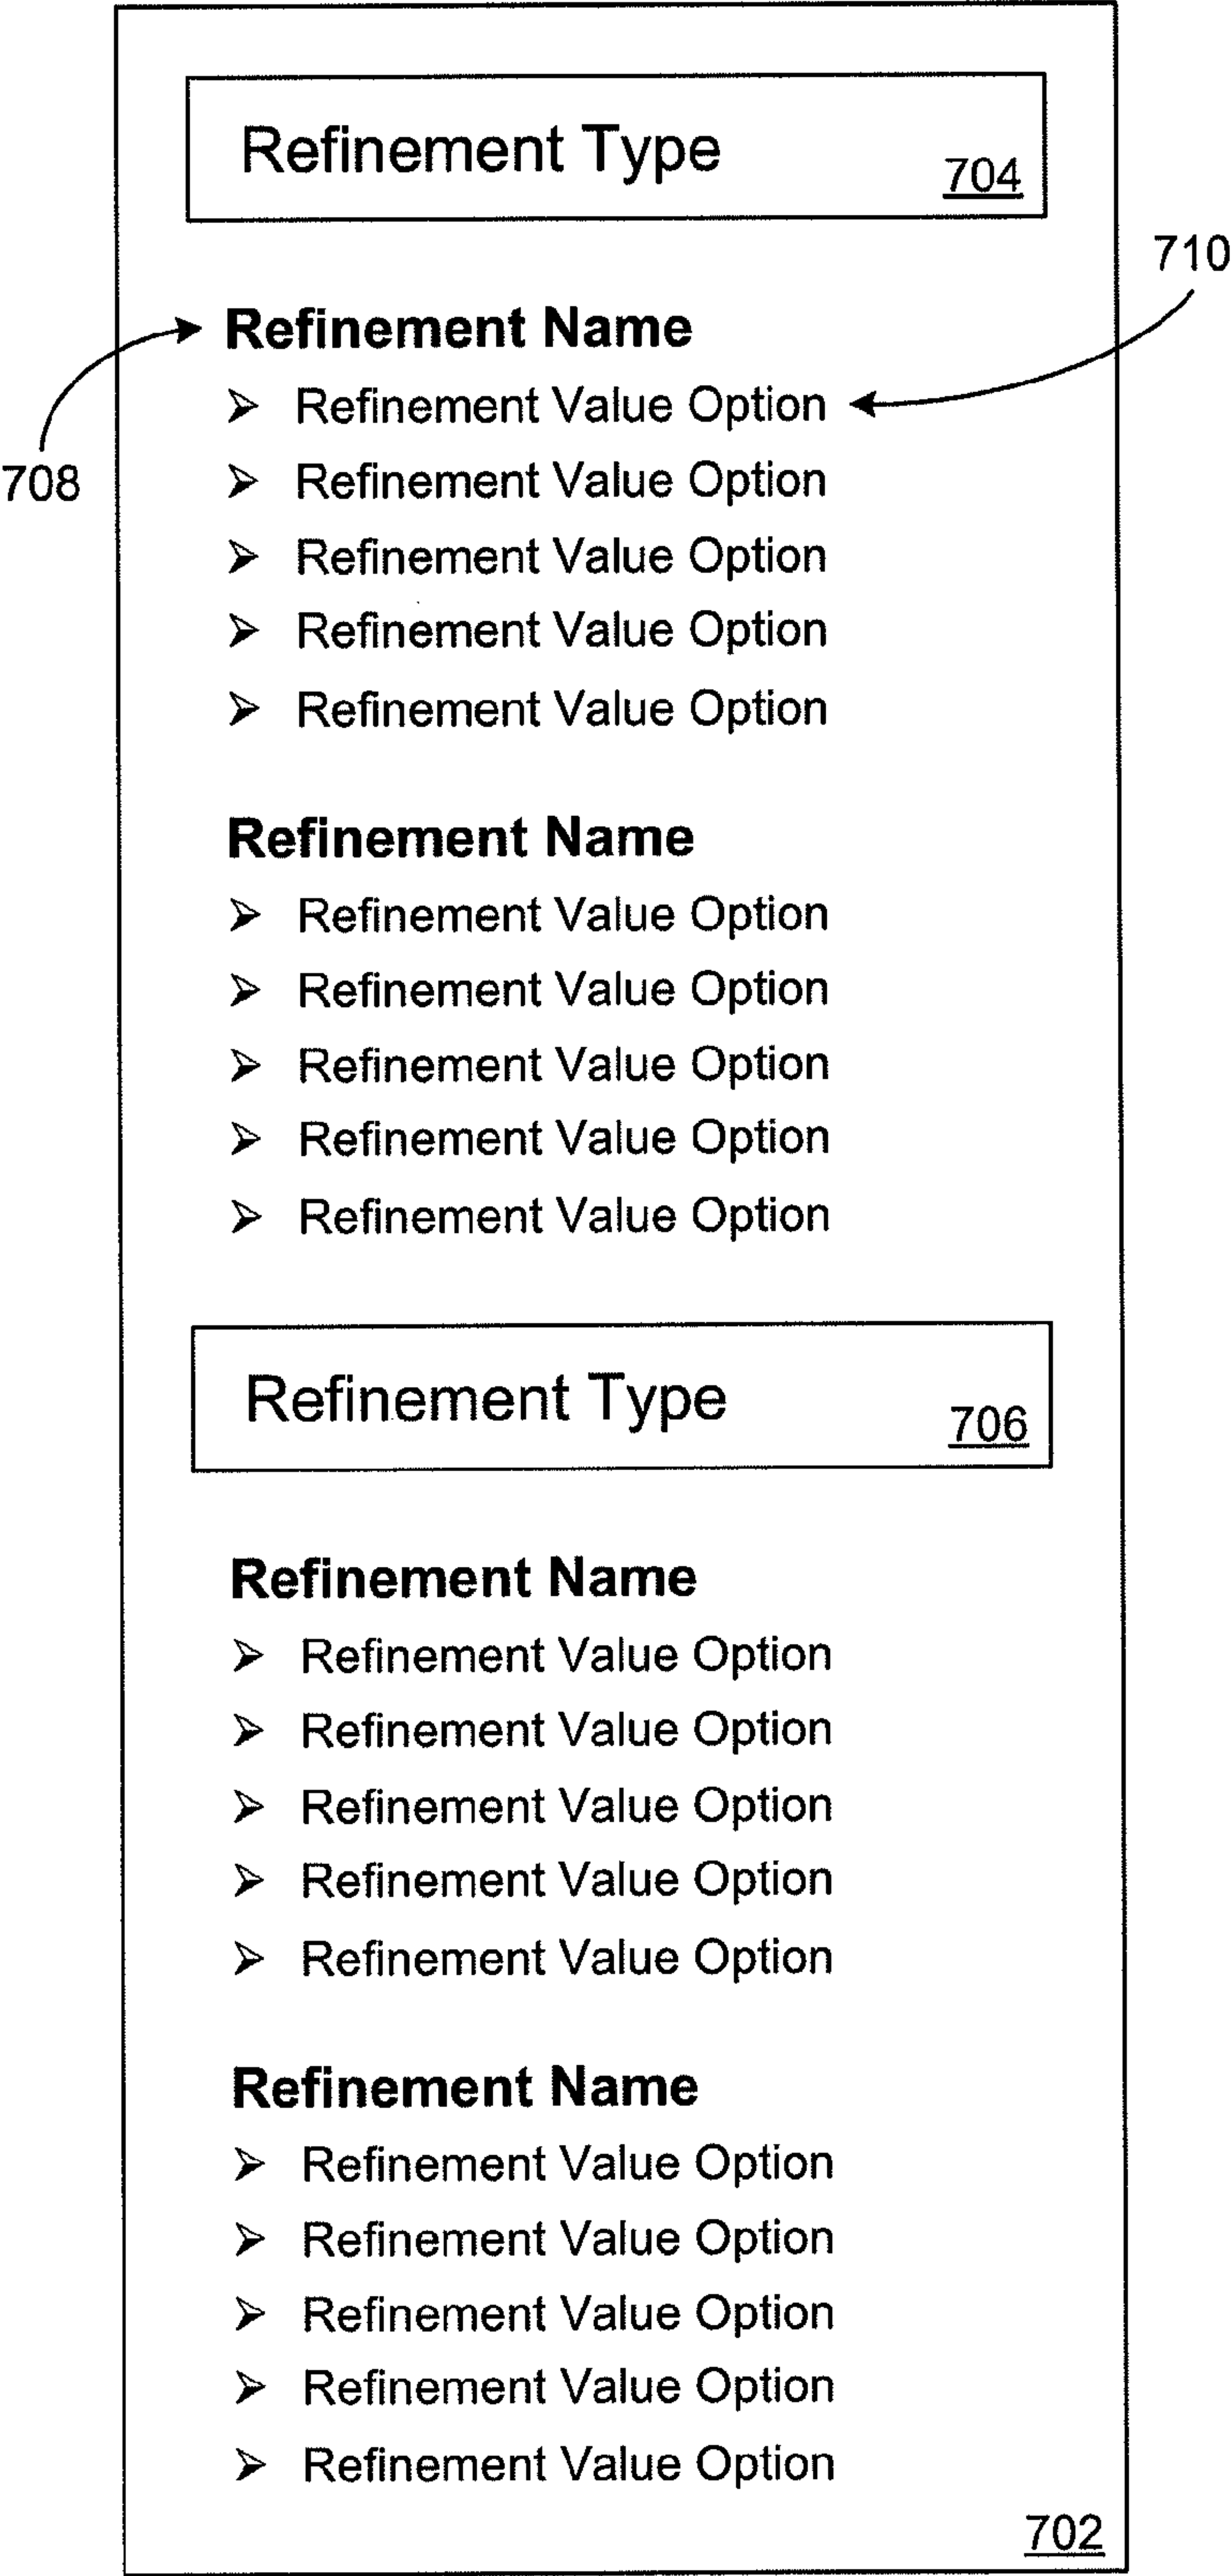 Refinement Type
704
710
Refinement Name
➢ Refinement Value Option
708
➢ Refinement Value Option
➢ Refinement Value Option
➢ Refinement Value Option
➢ Refinement Value Option
Refinement Name
➢ Refinement Value Option
➢ Refinement Value Option
➢ Refinement Value Option
➢ Refinement Value Option
➢ Refinement Value Option
Refinement Type
706
Refinement Name
➢ Refinement Value Option
➢ Refinement Value Option
➢ Refinement Value Option
➢ Refinement Value Option
➢ Refinement Value Option
Refinement Name
➢ Refinement Value Option
➢ Refinement Value Option
➢ Refinement Value Option
➢ Refinement Value Option
➢ Refinement Value Option
702